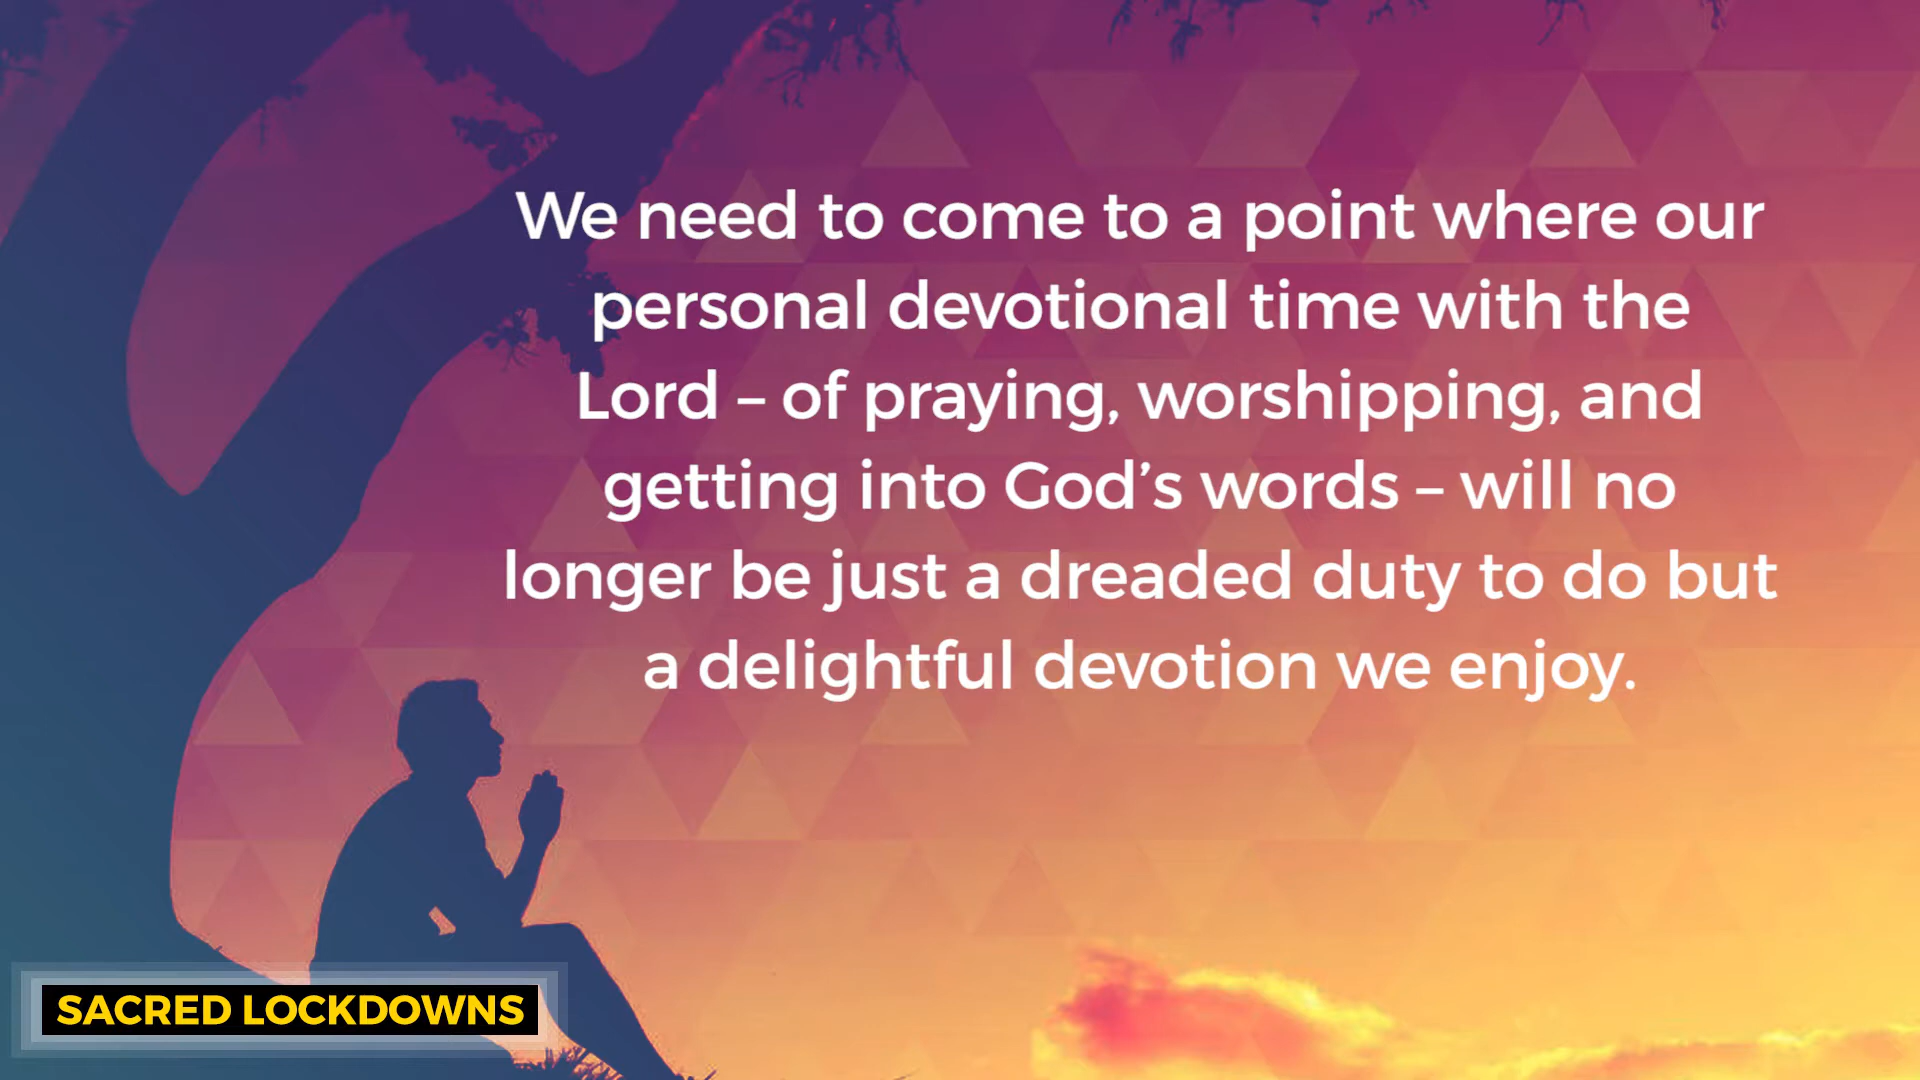 We need to come to a point where our
personal devotional time with the
Lord – of praying, worshipping, and
getting into God’s words – will no
longer be just a dreaded duty to do but
a delightful devotion we enjoy.
SACRED LOCKDOWNS